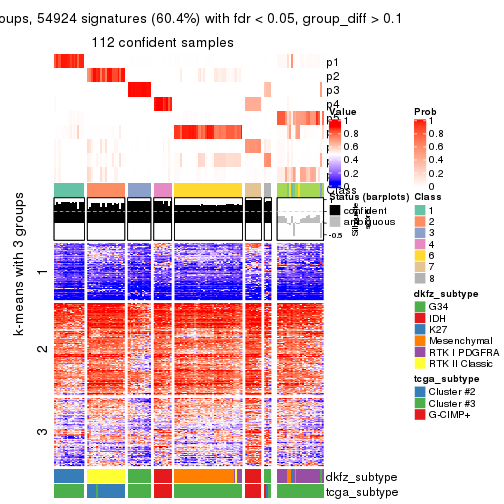 oups, 54924 signatures (60.4%) with fdr < 0.05, group_diff > 0.1
112 confident samples
p1
p2
p3
p4
Value
1
0.8
0.6
0.4
0.2
0
Prob
1
0.8
0.6
0.4
0.2
0
Class
Status (barplots)
confident
ambiguous
-0.5
Class
1
2
3
4
6
7
8
k-means with 3 groups
1
2
3
dkfz_subtype
G34
IDH
K27
Mesenchymal
RTK I PDGFRA
RTK II Classic
tcga_subtype
Cluster #2
Cluster #3
G-CIMP+
dkfz_subtype
tcga_subtype